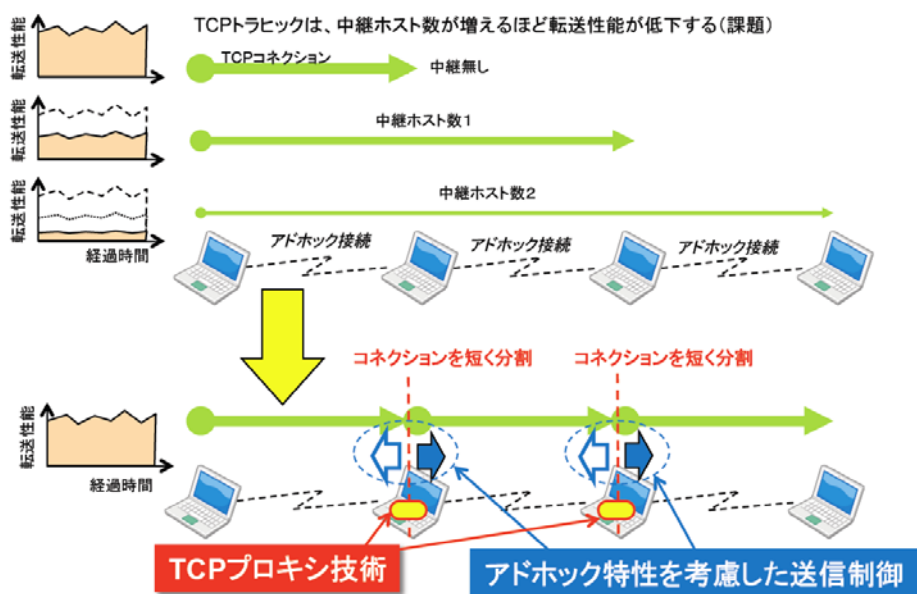 TCPトラヒックは、中継ホスト数が増えるほど転送性能が低下する(課題)
転送性能
TCPコネクション
中継無し
転送性能
中継ホスト数1
転送性能
中継ホスト数2
経過時間
アドホック接続
アドホック接続
アドホック接続
コネクションを短く分割
コネクションを短く分割
転送性能
経過時間
TCPプロキシ技術
アドホック特性を考慮した送信制御